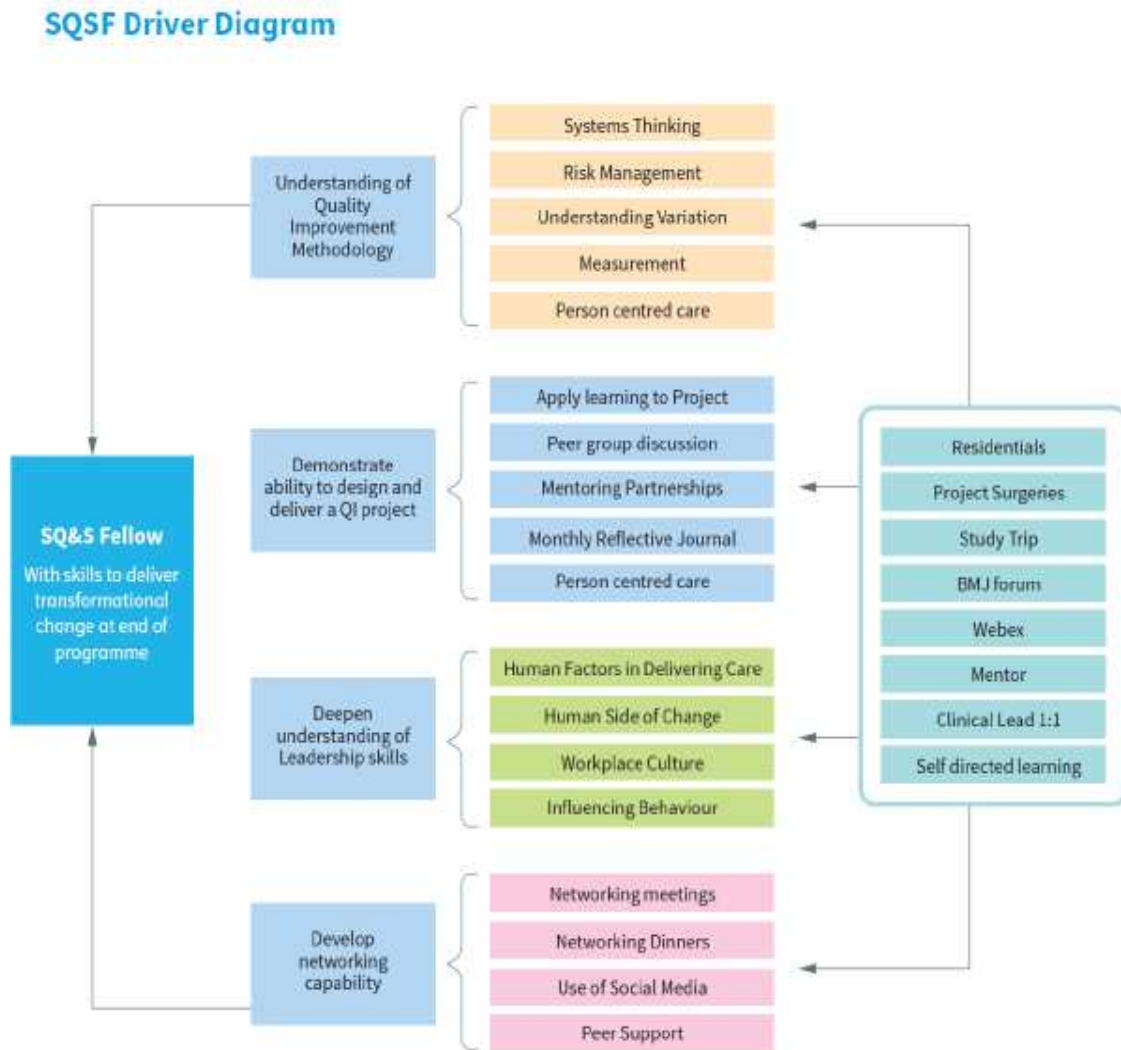 SQSF Driver Diagram
Understanding of
Quality
Improvement
Methodology
Systems Thinking
Risk Management
Understanding Variation
Measurement
Person centred care
Demonstrate
ability to design and
deliver a QI project
Apply learning to Project
Peer group discussion
Mentoring Partnerships
Monthly Reflective Journal
Person centred care
SQ&S Fellow
With skills to deliver
transformational
change at end of
programme
Deepen
understanding of
Leadership skills
Human Factors in Delivering Care
Human Side of Change
Workplace Culture
Influencing Behaviour
Develop
networking
capability
Networking meetings
Networking Dinners
Use of Social Media
Peer Support
Residentials
Project Surgeries
Study Trip
BMJ forum
Webex
Mentor
Clinical Lead 1:1
Self directed learning